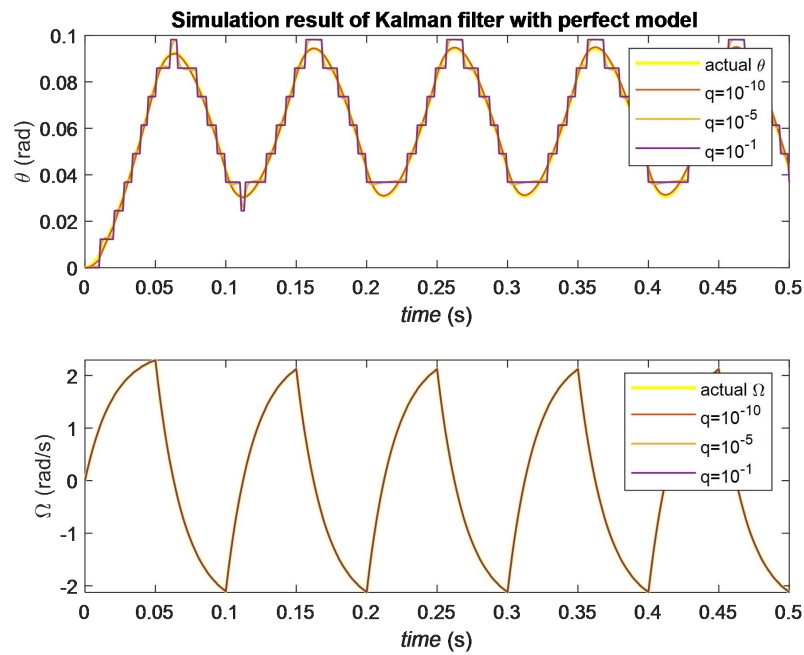 Simulation result of Kalman filter with perfect model
0.1
0.08
0.06
0.04
0.02
0
θ (rad)
actual θ
q=10^-10
q=10^-5
q=10^-1
0 0.05 0.1 0.15 0.2 0.25 0.3 0.35 0.4 0.45 0.5
time (s)
2
1
0
-1
-2
Ω (rad/s)
actual Ω
q=10^-10
q=10^-5
q=10^-1
0 0.05 0.1 0.15 0.2 0.25 0.3 0.35 0.4 0.45 0.5
time (s)